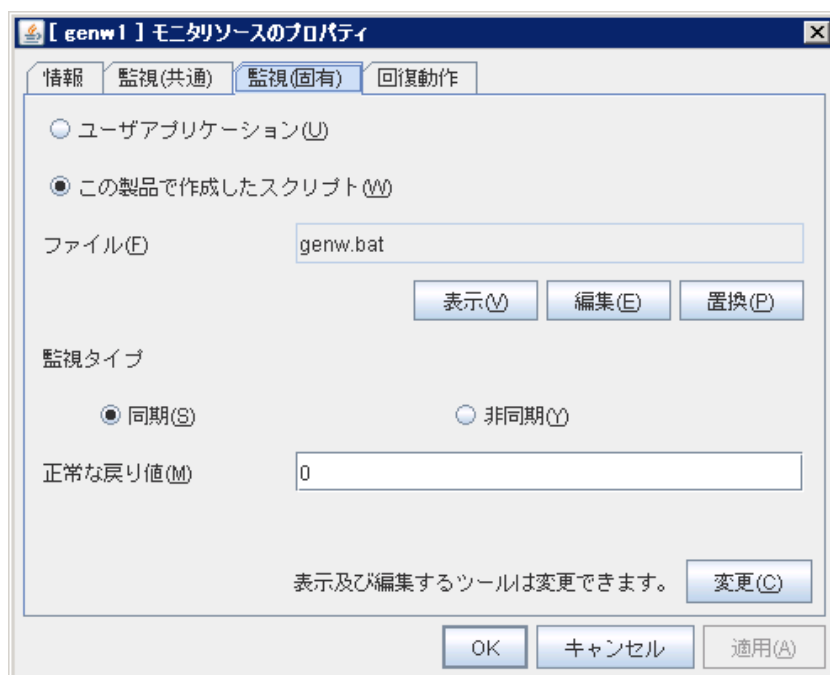 [ genw1 ] モニタリソースのプロパティ
情報 監視(共通) 監視(固有) 回復動作
ユーザアプリケーション(U)
この製品で作成したスクリプト(W)
ファイル(F) genw.bat
表示(V) 編集(E) 置換(P)
監視タイプ
同期(S) 非同期(Y)
正常な戻り値(M) 0
表示及び編集するツールは変更できます。 変更(C)
OK キャンセル 適用(A)